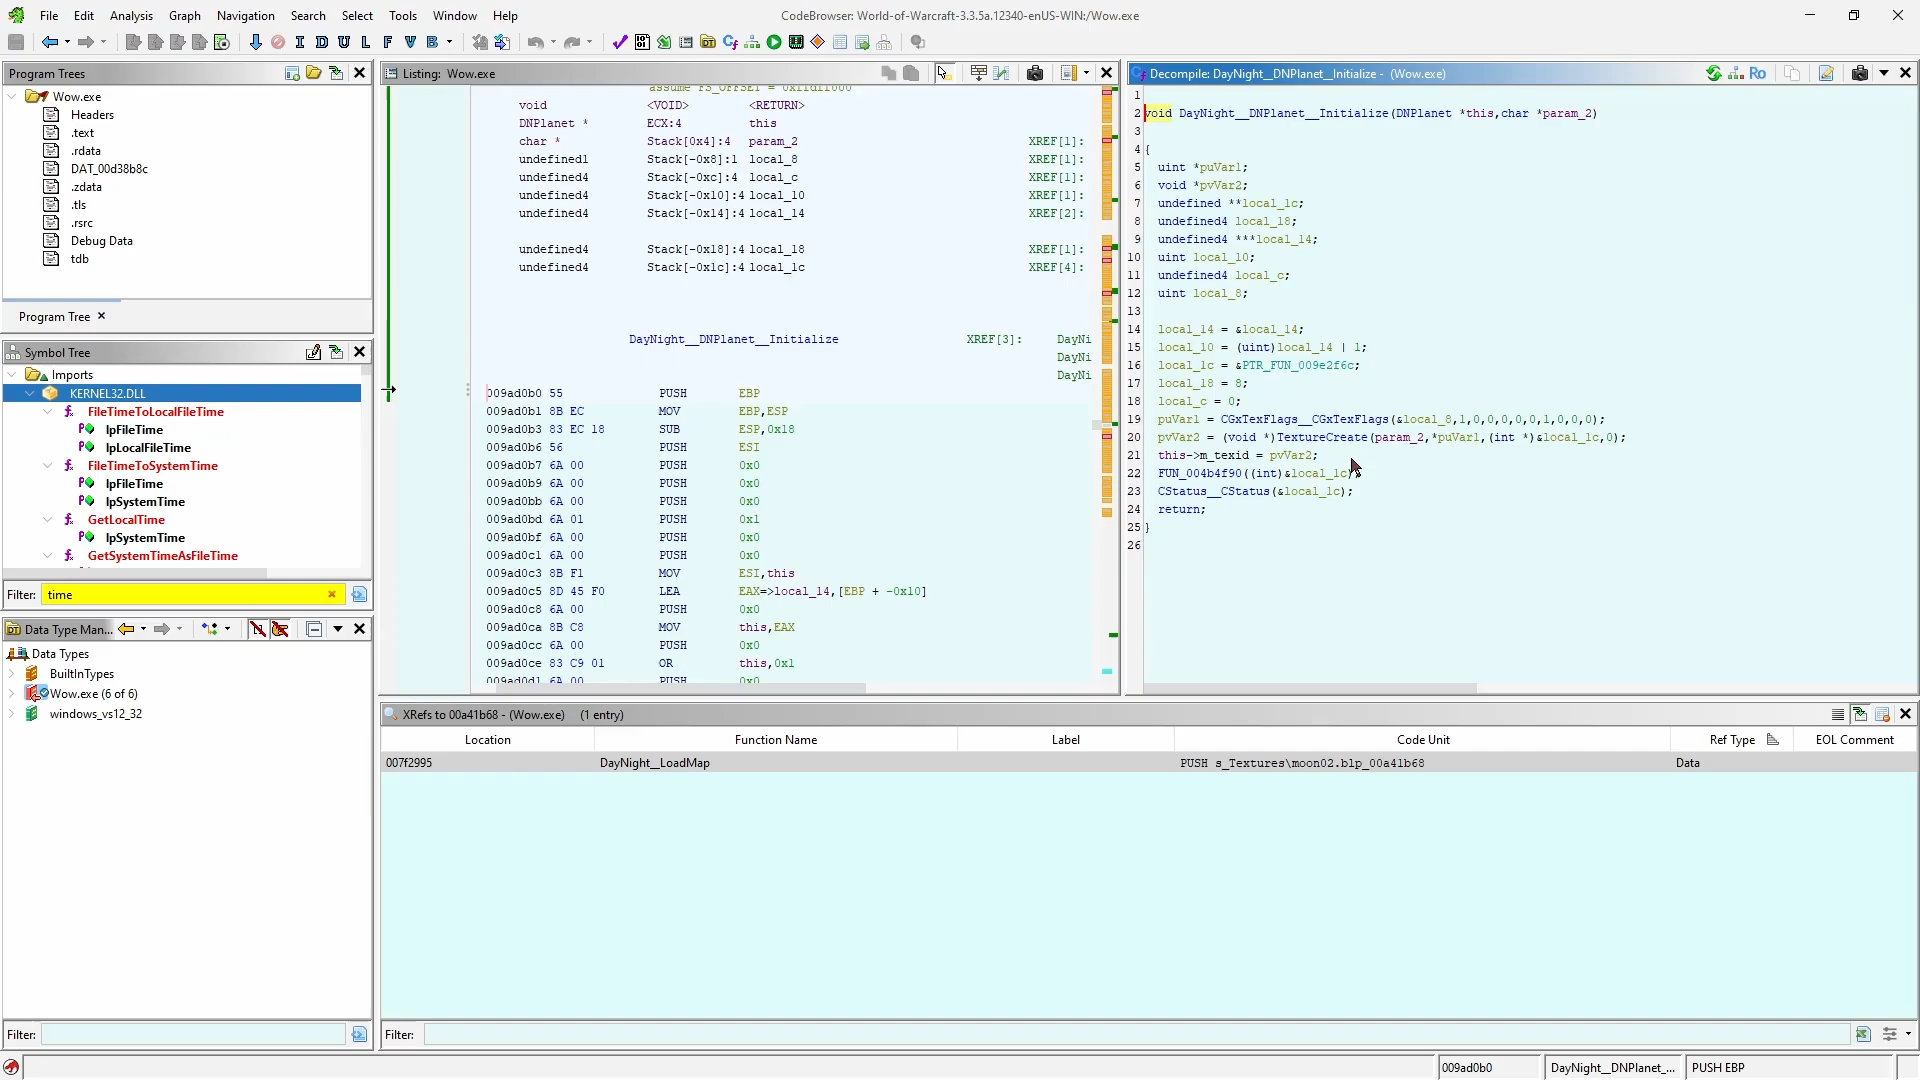 File Edit Analysis Graph Navigation Search Select Tools Window Help
CodeBrowser: World-of-Warcraft-3.3.5a.12340-enUS-WIN:/Wow.exe
I D U L F V B
Program Trees
Wow.exe
Headers
.text
.rdata
DAT_00d38b8c
.zdata
.tls
.rsrc
Debug Data
tdb
Program Tree
Symbol Tree
Imports
KERNEL32.DLL
FileTimeToLocalFileTime
lpFileTime
lpLocalFileTime
FileTimeToSystemTime
lpFileTime
lpSystemTime
GetLocalTime
lpSystemTime
GetSystemTimeAsFileTime
Filter: time
Data Type Man...
Data Types
BuiltInTypes
Wow.exe (6 of 6)
windows_vs12_32
Filter:
Listing: Wow.exe
assume FS_OFFSET = 0xffdff000
void <VOID> <RETURN>
DNPlanet * ECX:4 this
char * Stack[0x4]:4 param_2 XREF[1]:
undefined1 Stack[-0x8]:1 local_8 XREF[1]:
undefined4 Stack[-0xc]:4 local_c XREF[1]:
undefined4 Stack[-0x10]:4 local_10 XREF[1]:
undefined4 Stack[-0x14]:4 local_14 XREF[2]:
undefined4 Stack[-0x18]:4 local_18 XREF[1]:
undefined4 Stack[-0x1c]:4 local_1c XREF[4]:
DayNight__DNPlanet__Initialize XREF[3]: DayNi
DayNi
DayNi
009ad0b0 55 PUSH EBP
009ad0b1 8B EC MOV EBP,ESP
009ad0b3 83 EC 18 SUB ESP,0x18
009ad0b6 56 PUSH ESI
009ad0b7 6A 00 PUSH 0x0
009ad0b9 6A 00 PUSH 0x0
009ad0bb 6A 00 PUSH 0x0
009ad0bd 6A 01 PUSH 0x1
009ad0bf 6A 00 PUSH 0x0
009ad0c1 6A 00 PUSH 0x0
009ad0c3 8B F1 MOV ESI,this
009ad0c5 8D 45 F0 LEA EAX=>local_14,[EBP + -0x10]
009ad0c8 6A 00 PUSH 0x0
009ad0ca 8B C8 MOV this,EAX
009ad0cc 6A 00 PUSH 0x0
009ad0ce 83 C9 01 OR this,0x1
009ad0d1 6A 00 PUSH 0x0
Decompile: DayNight__DNPlanet__Initialize - (Wow.exe)
Ro
1
2 void DayNight__DNPlanet__Initialize(DNPlanet *this,char *param_2)
3
4 {
5 uint *puVar1;
6 void *pvVar2;
7 undefined **local_1c;
8 undefined4 local_18;
9 undefined4 ***local_14;
10 uint local_10;
11 undefined4 local_c;
12 uint local_8;
13
14 local_14 = &local_14;
15 local_10 = (uint)local_14 | 1;
16 local_1c = &PTR_FUN_009e2f6c;
17 local_18 = 8;
18 local_c = 0;
19 puVar1 = CGxTexFlags__CGxTexFlags(&local_8,1,0,0,0,0,0,1,0,0,0);
20 pvVar2 = (void *)TextureCreate(param_2,*puVar1,(int *)&local_1c,0);
21 this->m_texid = pvVar2;
22 FUN_004b4f90((int)&local_1c)
23 CStatus__CStatus(&local_1c);
24 return;
25 }
26
XRefs to 00a41b68 - (Wow.exe) (1 entry)
Location Function Name Label Code Unit Ref Type EOL Comment
007f2995 DayNight__LoadMap PUSH s_Textures\moon02.blp_00a41b68 Data
Filter:
009ad0b0 DayNight__DNPlanet_... PUSH EBP